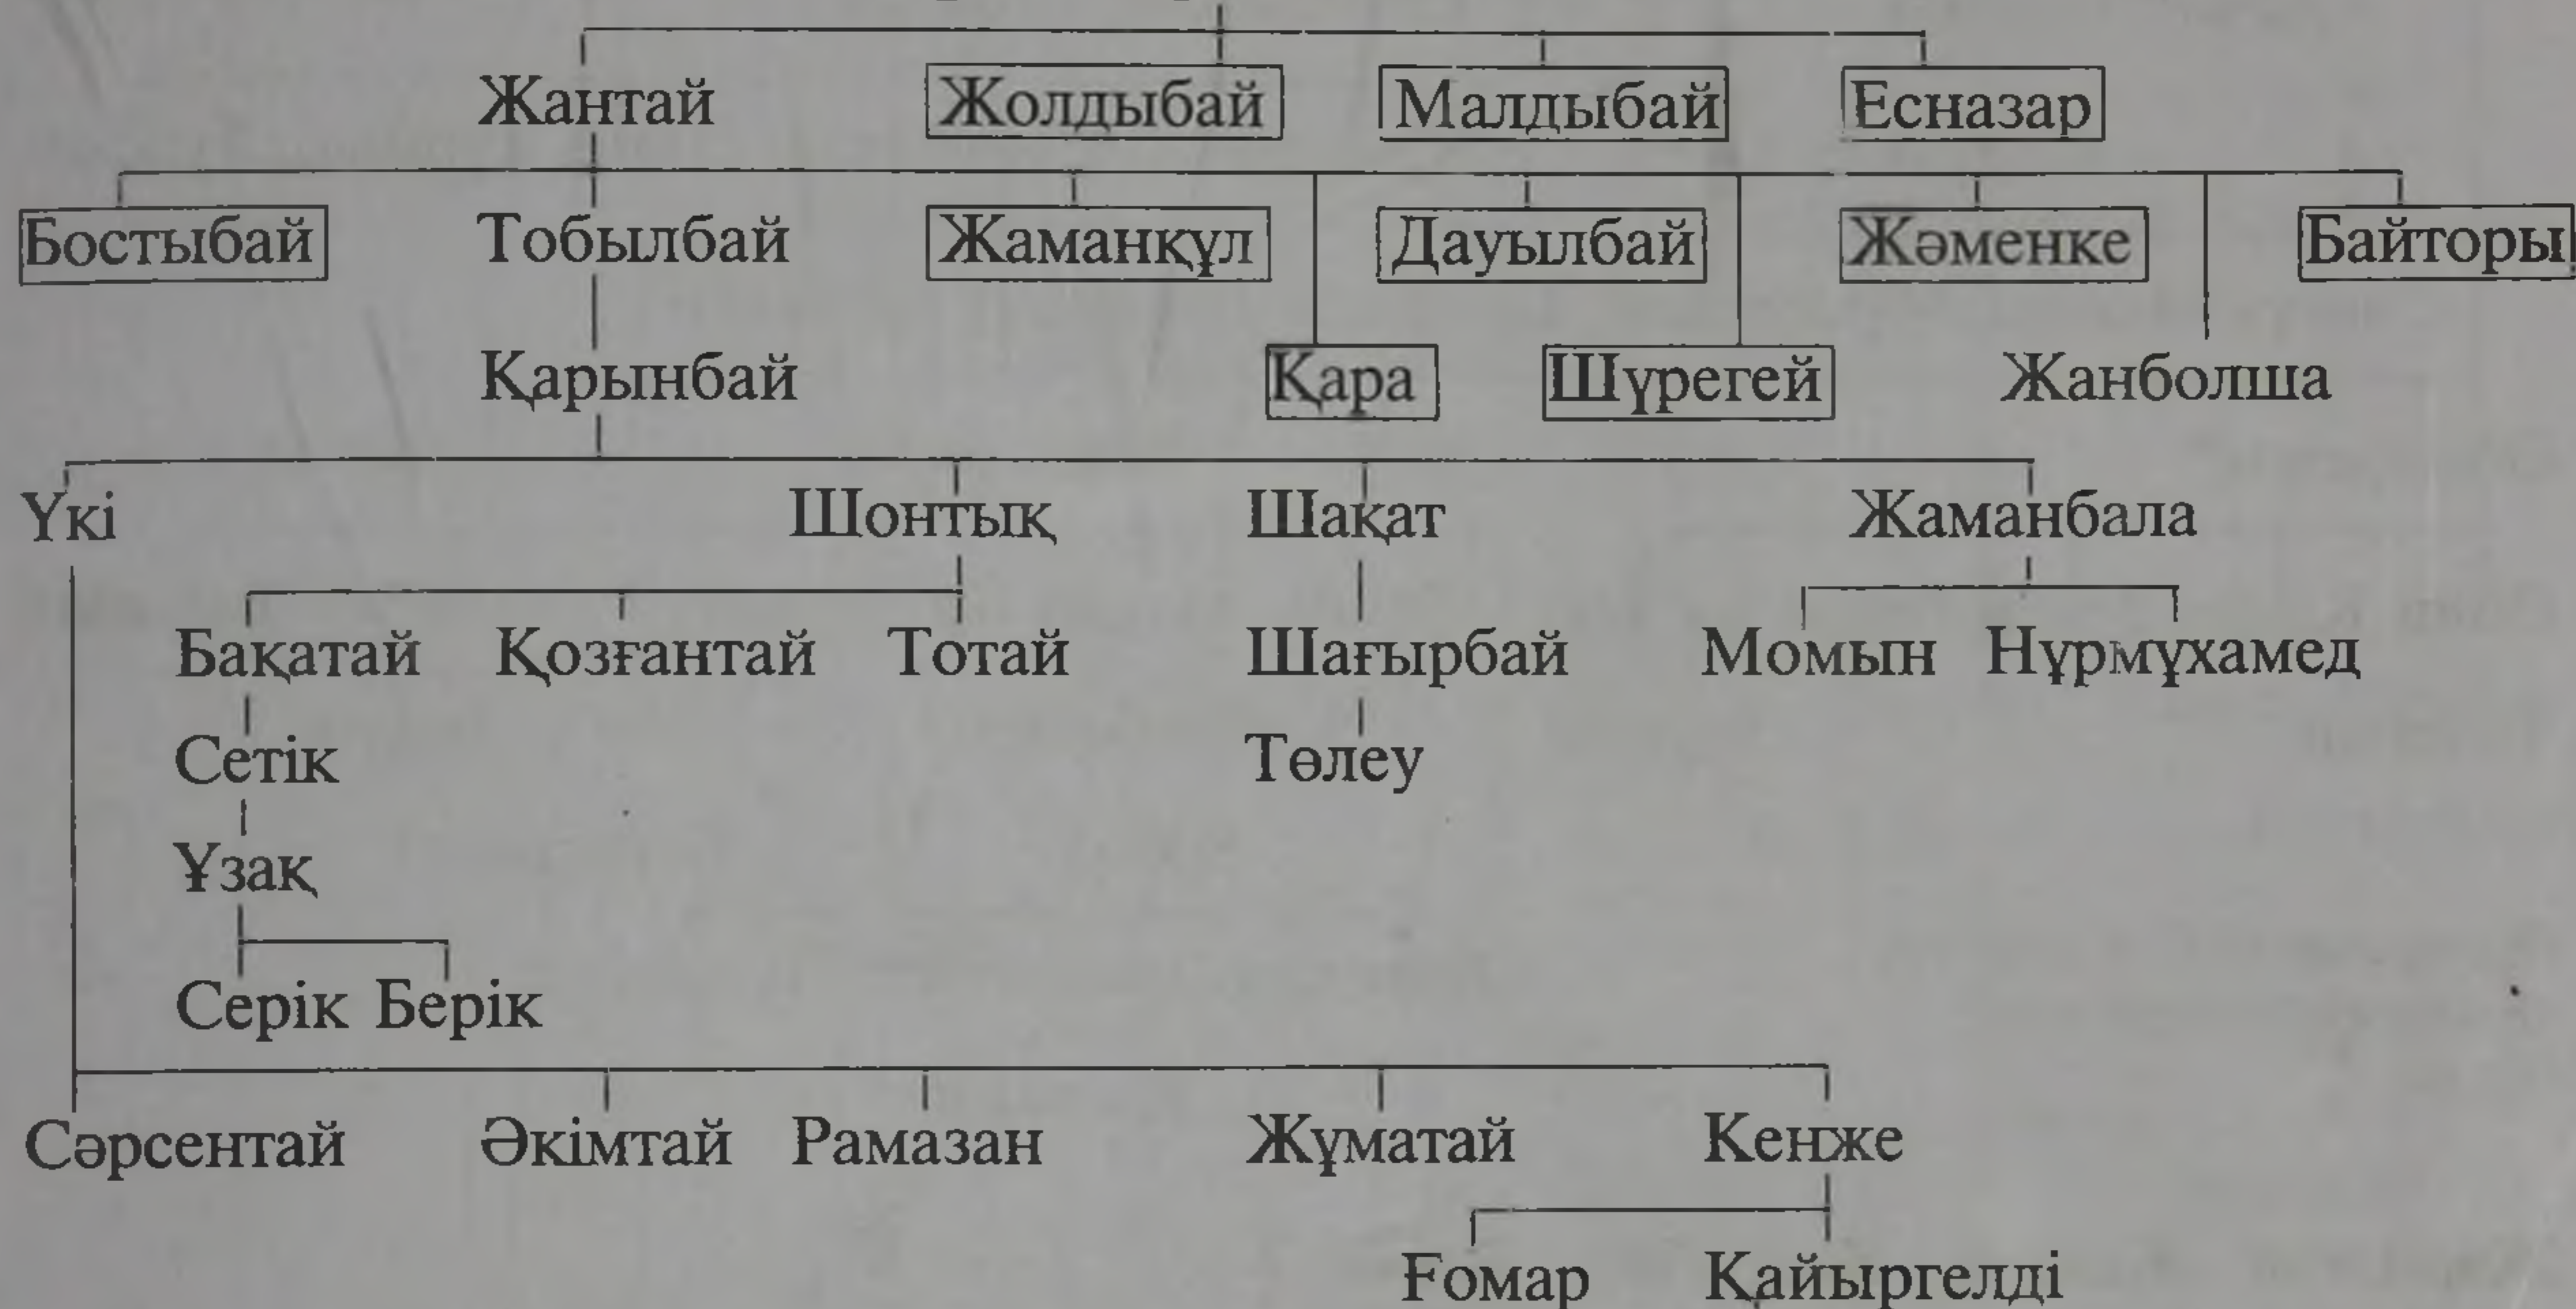 Жантай Жолдыбай Малдыбай Есназар
Бостыбай Тобылбай Жаманқұл Дауылбай Жәменке Байторы
Қарынбай Қара Шүрегей Жанболша
Үкі Шонтық Шақат Жаманбала
Бақатай Қозғантай Тотай Шағырбай Момын Нұрмұхамед
Сетік Төлеу
Ұзақ
Серік Берік
Сәрсентай Әкімтай Рамазан Жұматай Кенже
Ғомар Қайыргелді